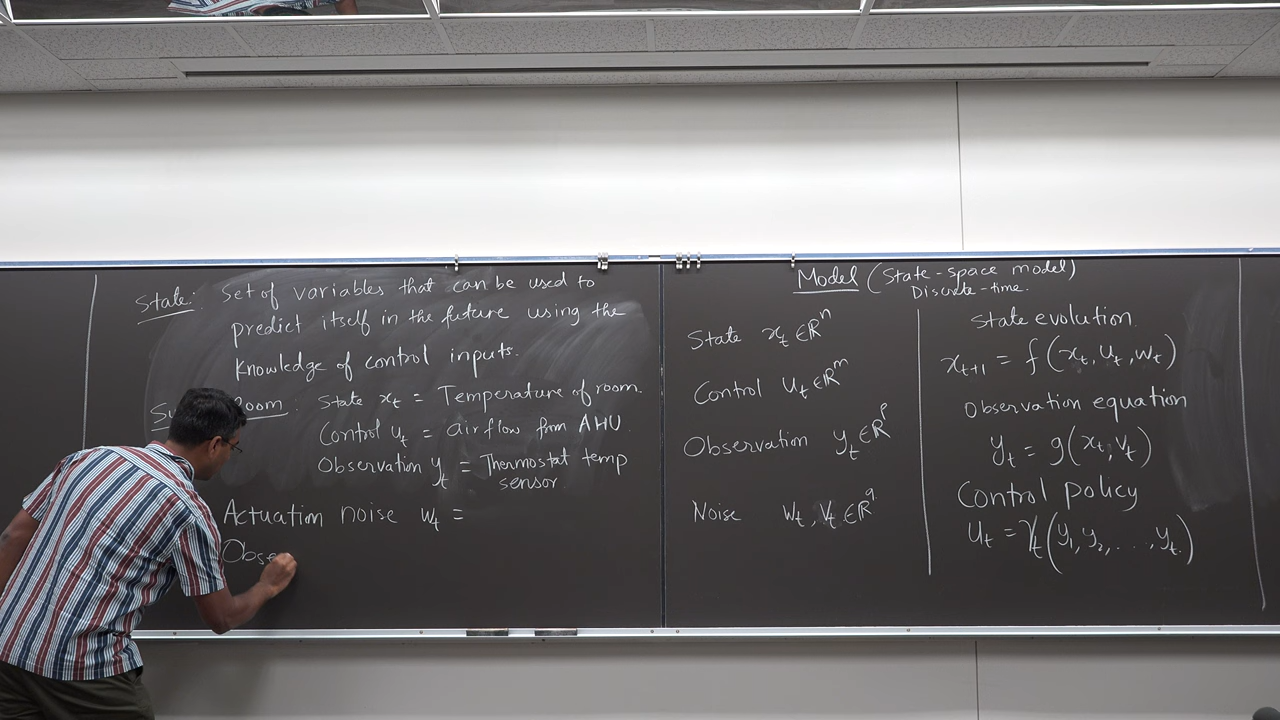 State: Set of variables that can be used to
predict itself in the future using the
knowledge of control inputs.
Room. State xₜ = Temperature of room.
Control uₜ = airflow from AHU.
Observation yₜ = Thermostat temp
sensor.
Actuation noise wₜ =
Obse
Model (State-space model)
Discrete-time.
State xₜ ∈ ℝⁿ
Control uₜ ∈ ℝᵐ
Observation yₜ ∈ ℝᵖ
Noise wₜ, vₜ ∈ ℝ^q
State evolution.
xₜ₊₁ = f(xₜ, uₜ, wₜ)
Observation equation
yₜ = g(xₜ, vₜ)
Control policy
uₜ = γₜ(y₁, y₂, . . . , yₜ)